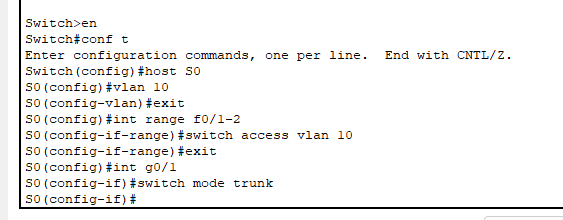 Switch>en
Switch#conf t
Enter configuration commands, one per line.  End with CNTL/Z.
Switch(config)#host S0
S0(config)#vlan 10
S0(config-vlan)#exit
S0(config)#int range f0/1-2
S0(config-if-range)#switch access vlan 10
S0(config-if-range)#exit
S0(config)#int g0/1
S0(config-if)#switch mode trunk
S0(config-if)#